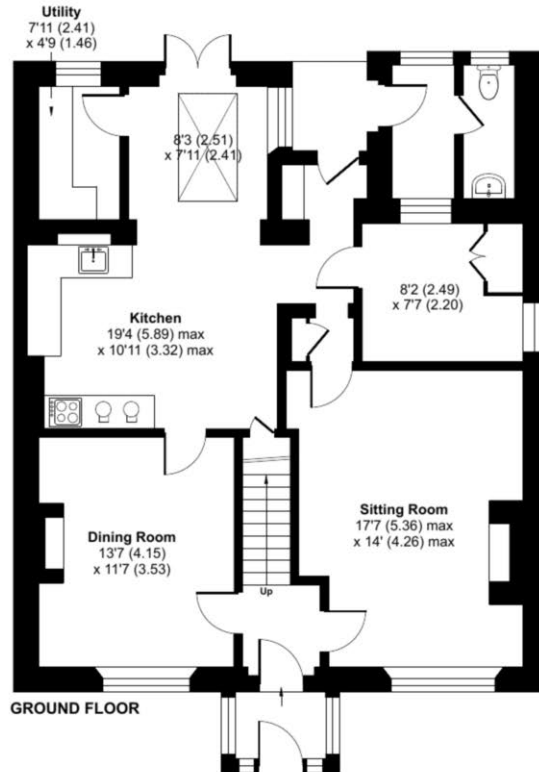 Utility
7'11 (2.41)
x 4'9 (1.46)
8'3 (2.51)
x 7'11 (2.41)
8'2 (2.49)
x 7'7 (2.20)
Kitchen
19'4 (5.89) max
x 10'11 (3.32) max
Dining Room
13'7 (4.15)
x 11'7 (3.53)
Sitting Room
17'7 (5.36) max
x 14' (4.26) max
Up
GROUND FLOOR